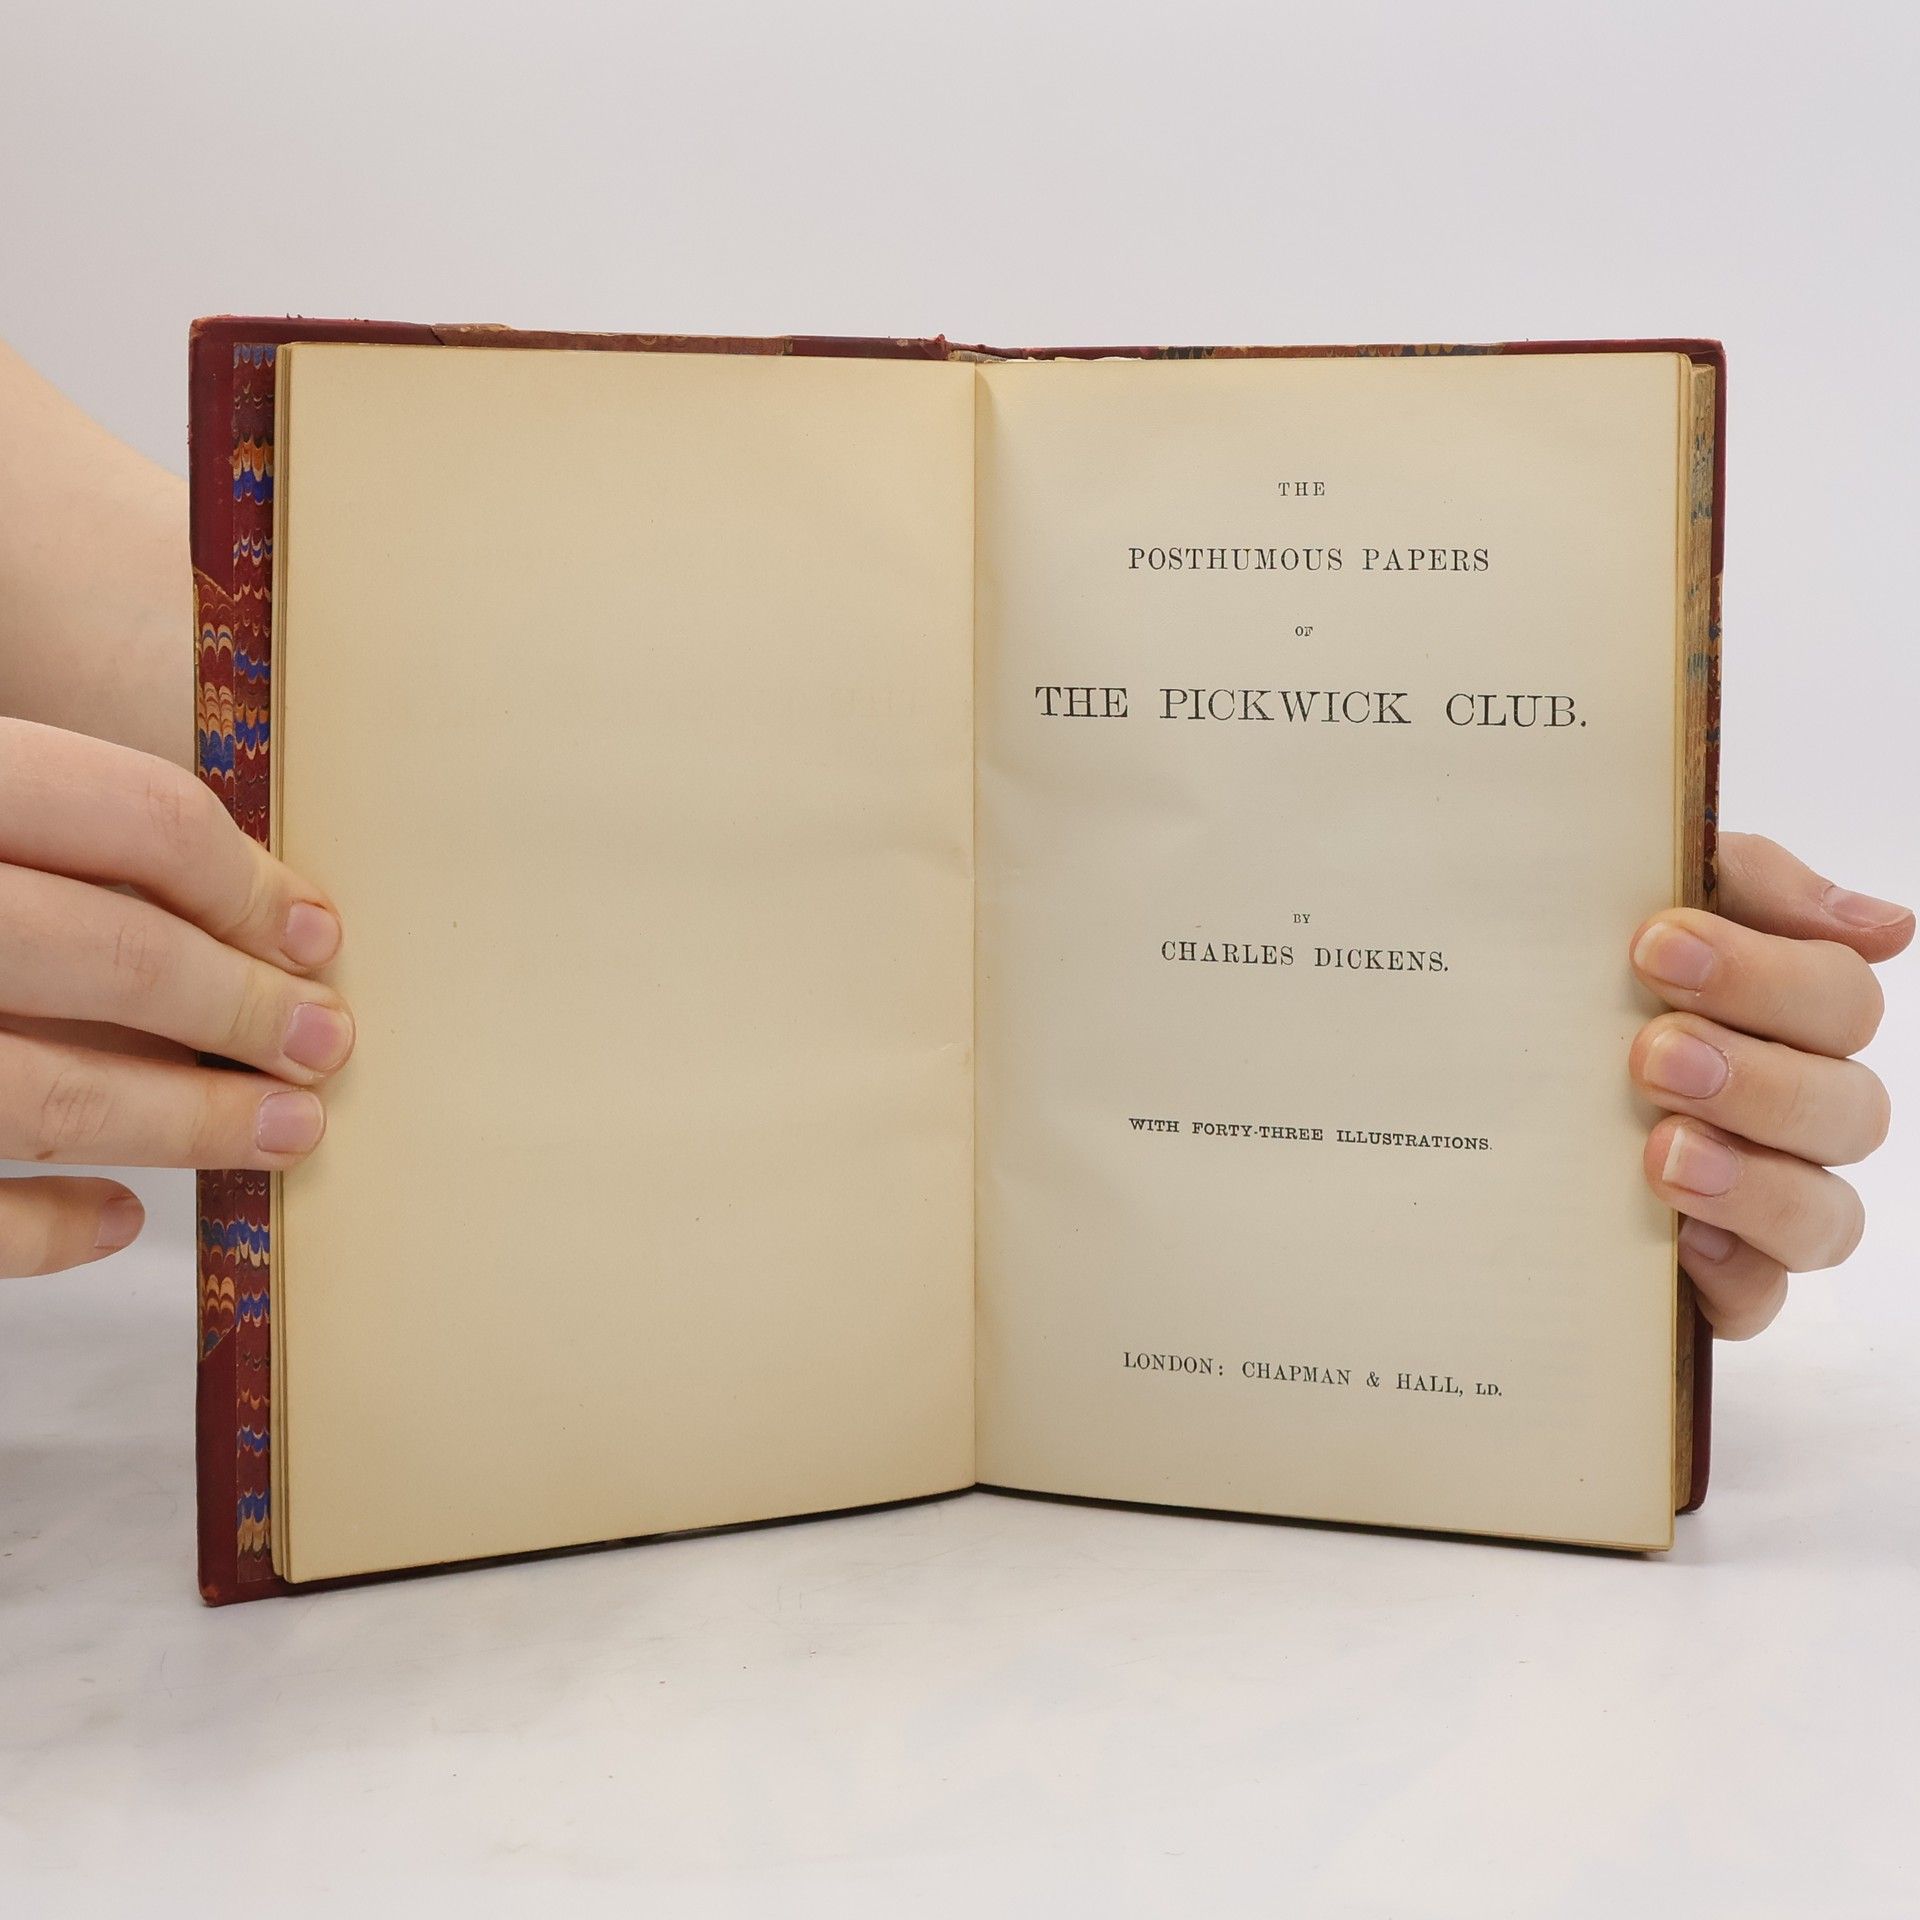 THE
POSTHUMOUS PAPERS
OF
THE PICKWICK CLUB.
BY
CHARLES DICKENS.
WITH FORTY-THREE ILLUSTRATIONS.
LONDON: CHAPMAN & HALL, LD.